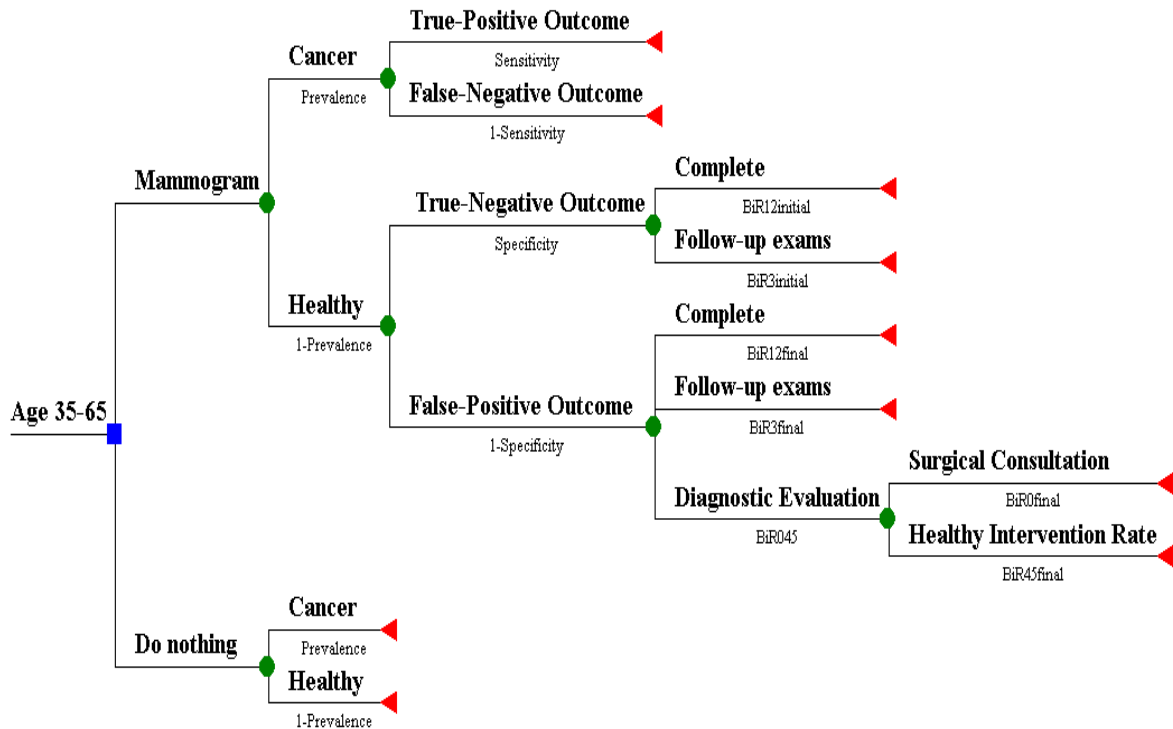 True-Positive Outcome
Cancer
Sensitivity
Prevalence
False-Negative Outcome
1-Sensitivity
Mammogram
Complete
BiR12initial
True-Negative Outcome
Specificity
Follow-up exams
BiR3initial
Healthy
1-Prevalence
Complete
BiR12final
Follow-up exams
BiR3final
False-Positive Outcome
1-Specificity
Age 35-65
Surgical Consultation
BiR0final
Diagnostic Evaluation
BiR045
Healthy Intervention Rate
BiR45final
Cancer
Prevalence
Do nothing
Healthy
1-Prevalence